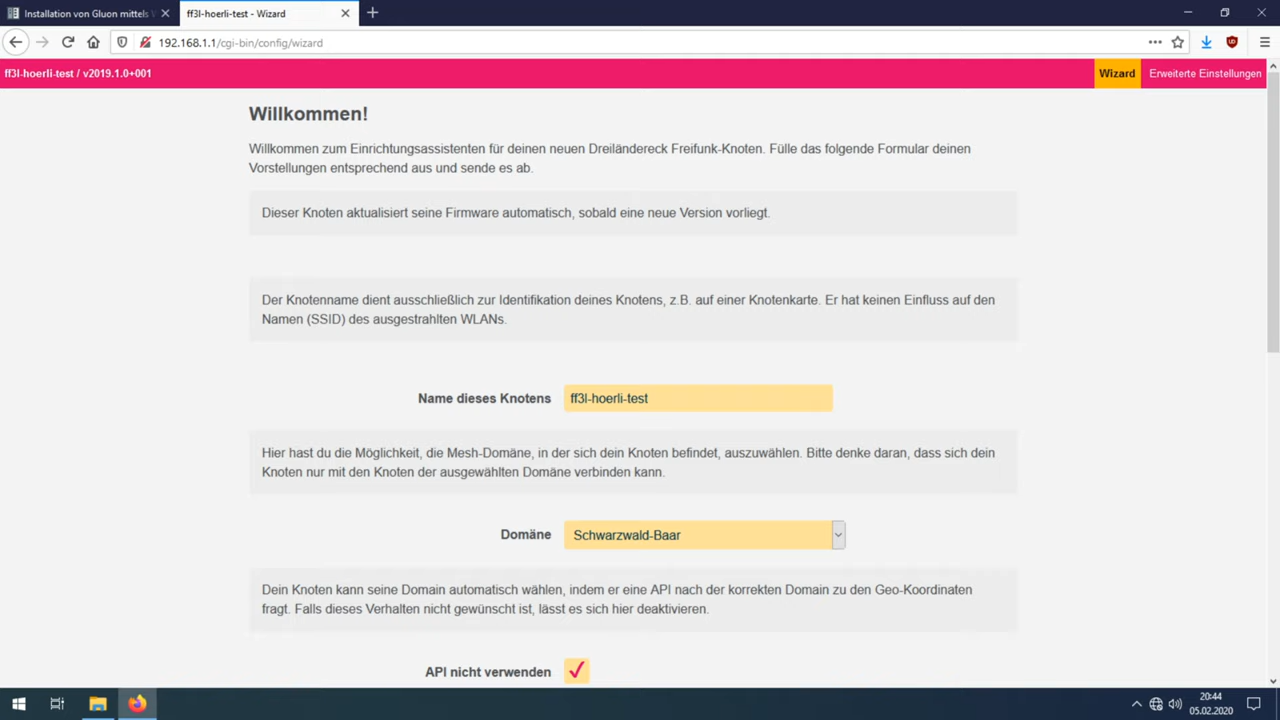 Installation von Gluon mittels
ff3l-hoerli-test - Wizard
192.168.1.1/cgi-bin/config/wizard
ff3l-hoerli-test / v2019.1.0+001
Wizard
Erweiterte Einstellungen
Willkommen!
Willkommen zum Einrichtungsassistenten für deinen neuen Dreiländereck Freifunk-Knoten. Fülle das folgende Formular deinen
Vorstellungen entsprechend aus und sende es ab.
Dieser Knoten aktualisiert seine Firmware automatisch, sobald eine neue Version vorliegt.
Der Knotenname dient ausschließlich zur Identifikation deines Knotens, z.B. auf einer Knotenkarte. Er hat keinen Einfluss auf den
Namen (SSID) des ausgestrahlten WLANs.
Name dieses Knotens
ff3l-hoerli-test
Hier hast du die Möglichkeit, die Mesh-Domäne, in der sich dein Knoten befindet, auszuwählen. Bitte denke daran, dass sich dein
Knoten nur mit den Knoten der ausgewählten Domäne verbinden kann.
Domäne
Schwarzwald-Baar
Dein Knoten kann seine Domain automatisch wählen, indem er eine API nach der korrekten Domain zu den Geo-Koordinaten
fragt. Falls dieses Verhalten nicht gewünscht ist, lässt es sich hier deaktivieren.
API nicht verwenden
20:44
05.02.2020